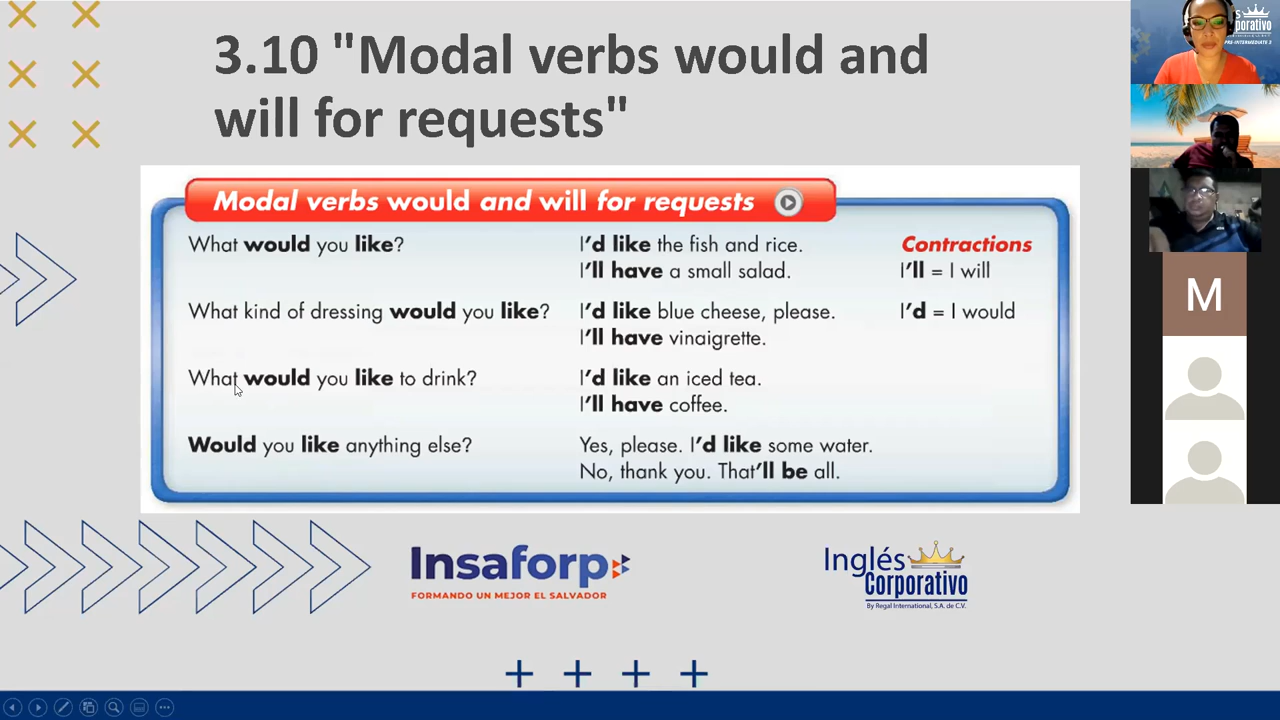 3.10 "Modal verbs would and
will for requests"
Modal verbs would and will for requests
What would you like?
I'd like the fish and rice.
I'll have a small salad.
Contractions
I'll = I will
What kind of dressing would you like?
I'd like blue cheese, please.
I'll have vinaigrette.
I'd = I would
What would you like to drink?
I'd like an iced tea.
I'll have coffee.
Would you like anything else?
Yes, please. I'd like some water.
No, thank you. That'll be all.
Insaforp
FORMANDO UN MEJOR EL SALVADOR
Inglés
Corporativo
By Regal International, S.A. de C.V.
PRE-INTERMEDIATE 2
M